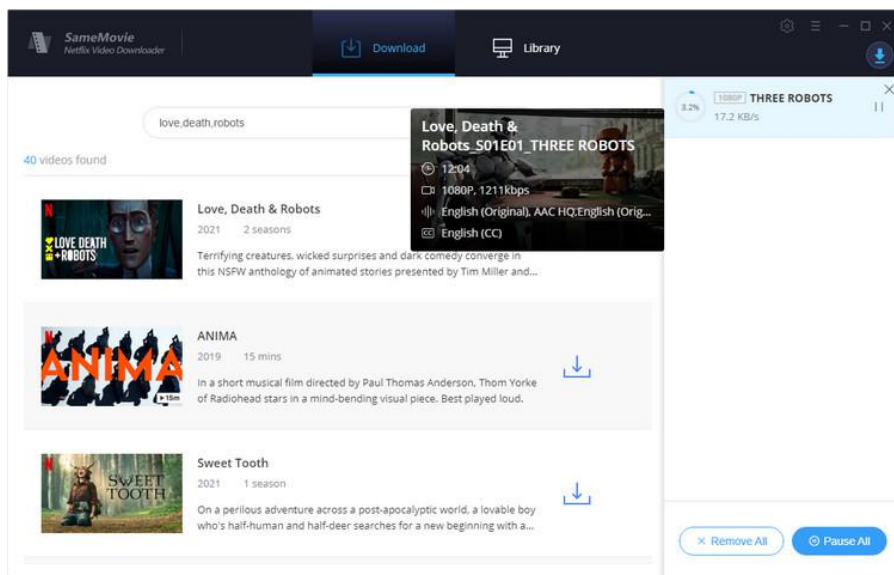 SameMovie
Netflix Video Downloader
Download
Library
love,death,robots
40 videos found
Love, Death &
Robots_S01E01_THREE ROBOTS
12:04
1080P, 1211kbps
English (Original), AAC HQ,English (Orig...
English (CC)
3.2%
1080P THREE ROBOTS
17.2 KB/s
N
LOVE DEATH
+ROBOTS
Love, Death & Robots
2021 2 seasons
Terrifying creatures, wicked surprises and dark comedy converge in
this NSFW anthology of animated stories presented by Tim Miller and...
N
ANIMA
15m
ANIMA
2019 15 mins
In a short musical film directed by Paul Thomas Anderson, Thom Yorke
of Radiohead stars in a mind-bending visual piece. Best played loud.
N
SWEET
TOOTH
Sweet Tooth
2021 1 season
On a perilous adventure across a post-apocalyptic world, a lovable boy
who's half-human and half-deer searches for a new beginning with a...
Remove All
Pause All